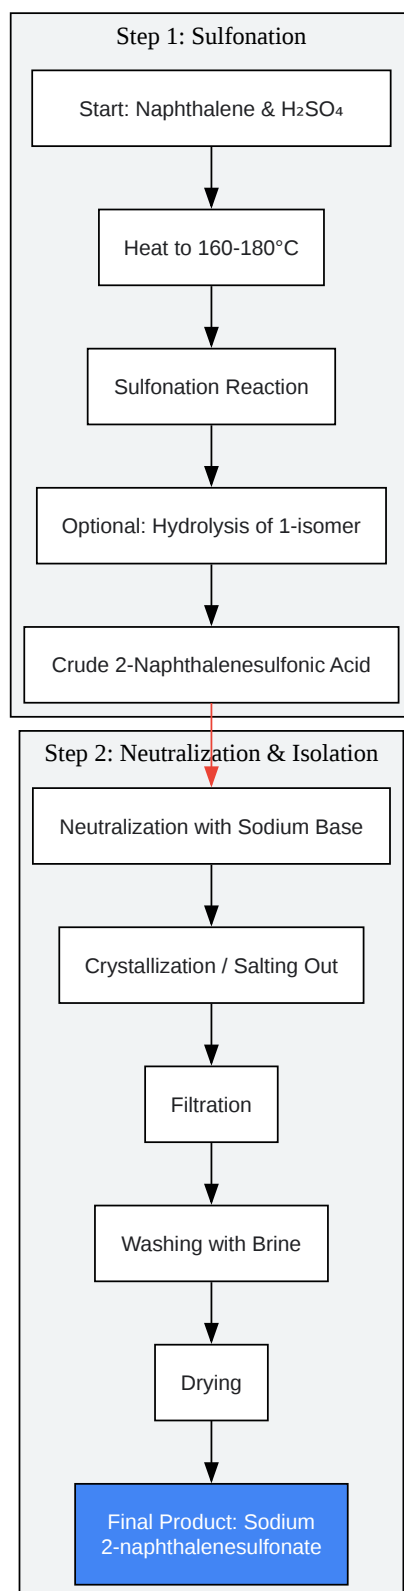 Step 1: Sulfonation
Start: Naphthalene & H₂SO₄
Heat to 160-180°C
Sulfonation Reaction
Optional: Hydrolysis of 1-isomer
Crude 2-Naphthalenesulfonic Acid
Step 2: Neutralization & Isolation
Neutralization with Sodium Base
Crystallization / Salting Out
Filtration
Washing with Brine
Drying
Final Product: Sodium
2-naphthalenesulfonate